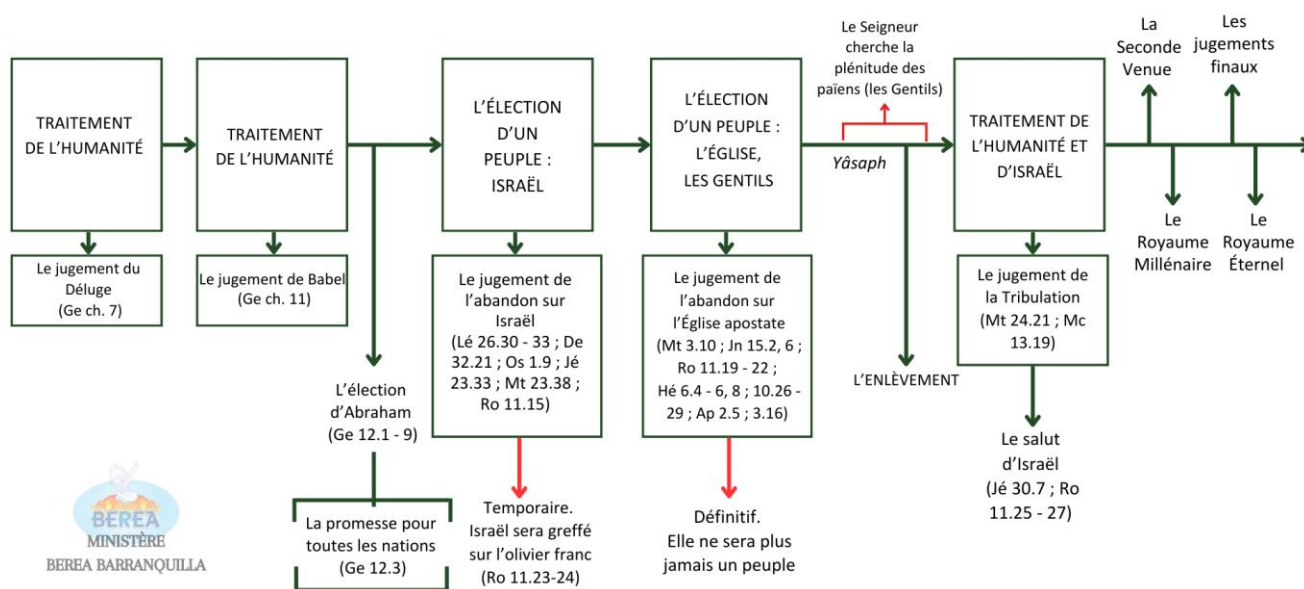 TRAITEMENT
DE L’HUMANITÉ
Le jugement du
Déluge
(Ge ch. 7)
TRAITEMENT
DE L’HUMANITÉ
Le jugement de Babel
(Ge ch. 11)
L’élection
d’Abraham
(Ge 12.1 - 9)
La promesse pour
toutes les nations
(Ge 12.3)
L’ÉLECTION
D’UN
PEUPLE :
ISRAËL
Le jugement de
l’abandon sur
Israël
(Lé 26.30 - 33 ; De
32.21 ; Os 1.9 ; Jé
23.33 ; Mt 23.38 ;
Ro 11.15)
Temporaire.
Israël sera greffé
sur l’olivier franc
(Ro 11.23-24)
L’ÉLECTION
D’UN PEUPLE :
L’ÉGLISE,
LES GENTILS
Le jugement de
l’abandon sur
l’Église apostate
(Mt 3.10 ; Jn 15.2, 6 ;
Ro 11.19 - 22 ;
Hé 6.4 - 6, 8 ; 10.26 -
29 ; Ap 2.5 ; 3.16)
Définitif.
Elle ne sera plus
jamais un peuple
Le Seigneur
cherche la
plénitude des
païens (les Gentils)
Yâsaph
L’ENLÈVEMENT
TRAITEMENT DE
L’HUMANITÉ ET
D’ISRAËL
Le jugement de
la Tribulation
(Mt 24.21 ; Mc
13.19)
Le salut
d’Israël
(Jé 30.7 ; Ro
11.25 - 27)
La
Seconde
Venue
Les
jugements
finaux
Le
Royaume
Millénaire
Le
Royaume
Éternel
BEREA
MINISTÈRE
BEREA BARRANQUILLA